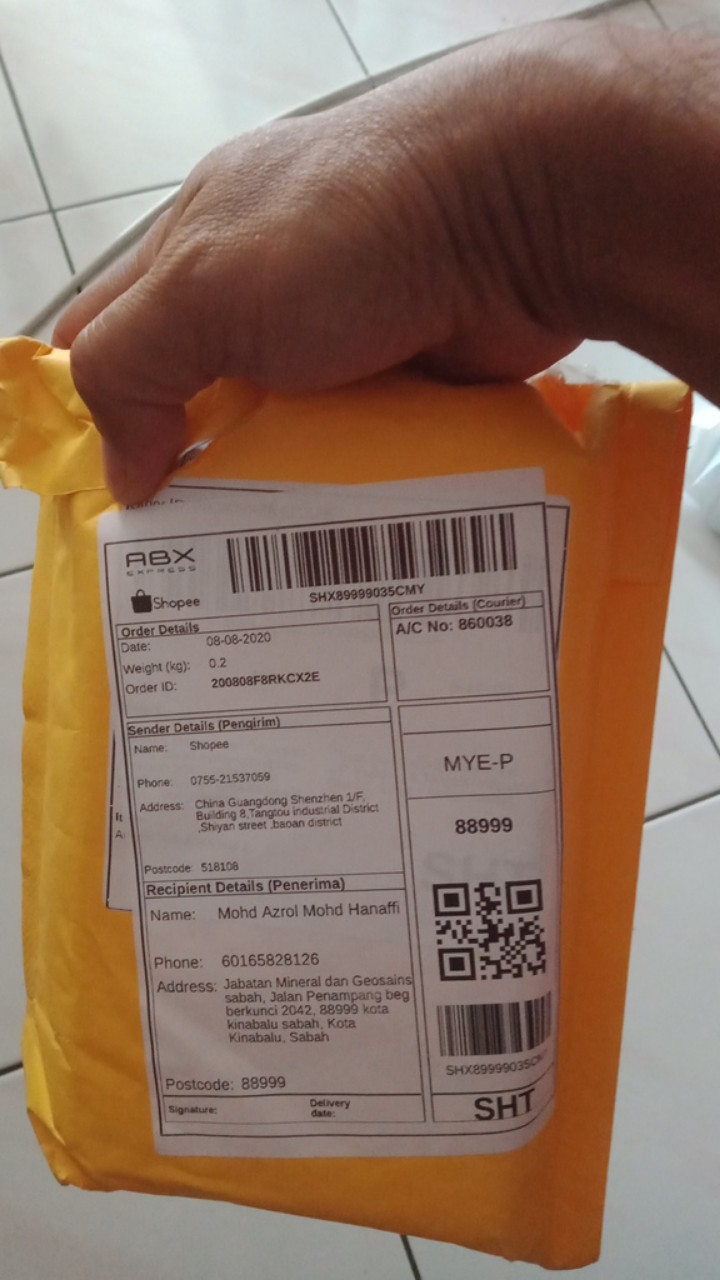 ABX
EXPRESS
Shopee
SHX89999035CMY
Order Details
Date: 08-08-2020
Weight (kg): 0.2
Order ID: 200808F8RKCX2E
Order Details (Courier)
A/C No: 860038
Sender Details (Pengirim)
Name: Shopee
Phone: 0755-21537059
Address: China Guangdong Shenzhen 1/F,
Building 8,Tangtou industrial District
,Shiyan street ,baoan district
Postcode: 518108
MYE-P
88999
Recipient Details (Penerima)
Name: Mohd Azrol Mohd Hanaffi
Phone: 60165828126
Address: Jabatan Mineral dan Geosains
sabah, Jalan Penampang beg
berkunci 2042, 88999 kota
kinabalu sabah, Kota
Kinabalu, Sabah
Postcode: 88999
Signature: Delivery
date:
SHX89999035CMY
SHT
It
A: